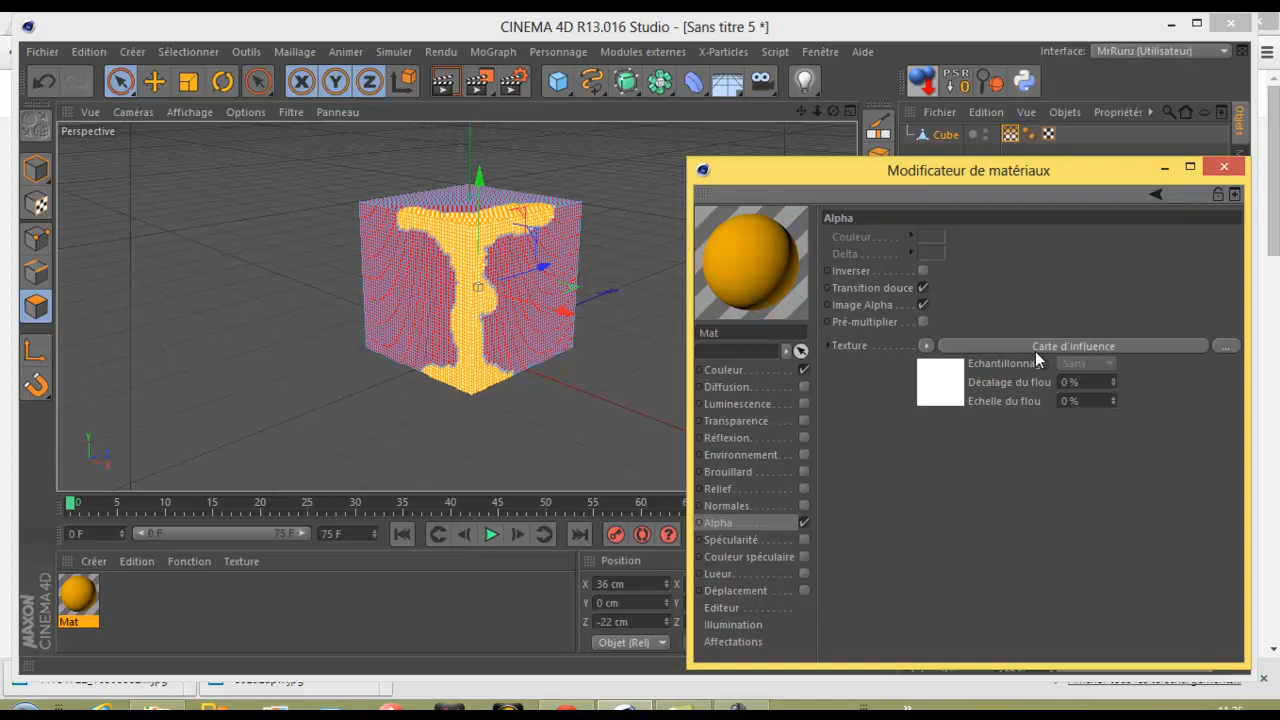 CINEMA 4D R13.016 Studio - [Sans titre 5 *]
Fichier Edition Créer Sélectionner Outils Maillage Animer Simuler Rendu MoGraph Personnage Modules externes X-Particles Script Fenêtre Aide Interface: MrRuru (Utilisateur)
X Y Z PSR 0
Vue Caméras Affichage Options Filtre Panneau
Fichier Edition Vue Objets Propriétés
Perspective
Cube
Objets
Modificateur de matériaux
Alpha
Couleur
Delta
Inverser
Transition douce
Image Alpha
Pré-multiplier
Texture Carte d'influence ...
Echantillonna Sans
Décalage du flou 0 %
Echelle du flou 0 %
Mat
Couleur
Diffusion
Luminescence
Transparence
Réflexion
Environnement
Brouillard
Relief
Normales
Alpha
Spécularité
Couleur spéculaire
Lueur
Déplacement
Editeur
Illumination
Affectations
Y
Z
X
0 5 10 15 20 25 30 35 40 45 50 55 60
0 F 0 F 75 F 75 F
Créer Edition Fonction Texture
Mat
MAXON CINEMA 4D
Position
X 36 cm X
Y 0 cm Y
Z -22 cm Z
Objet (Rel)